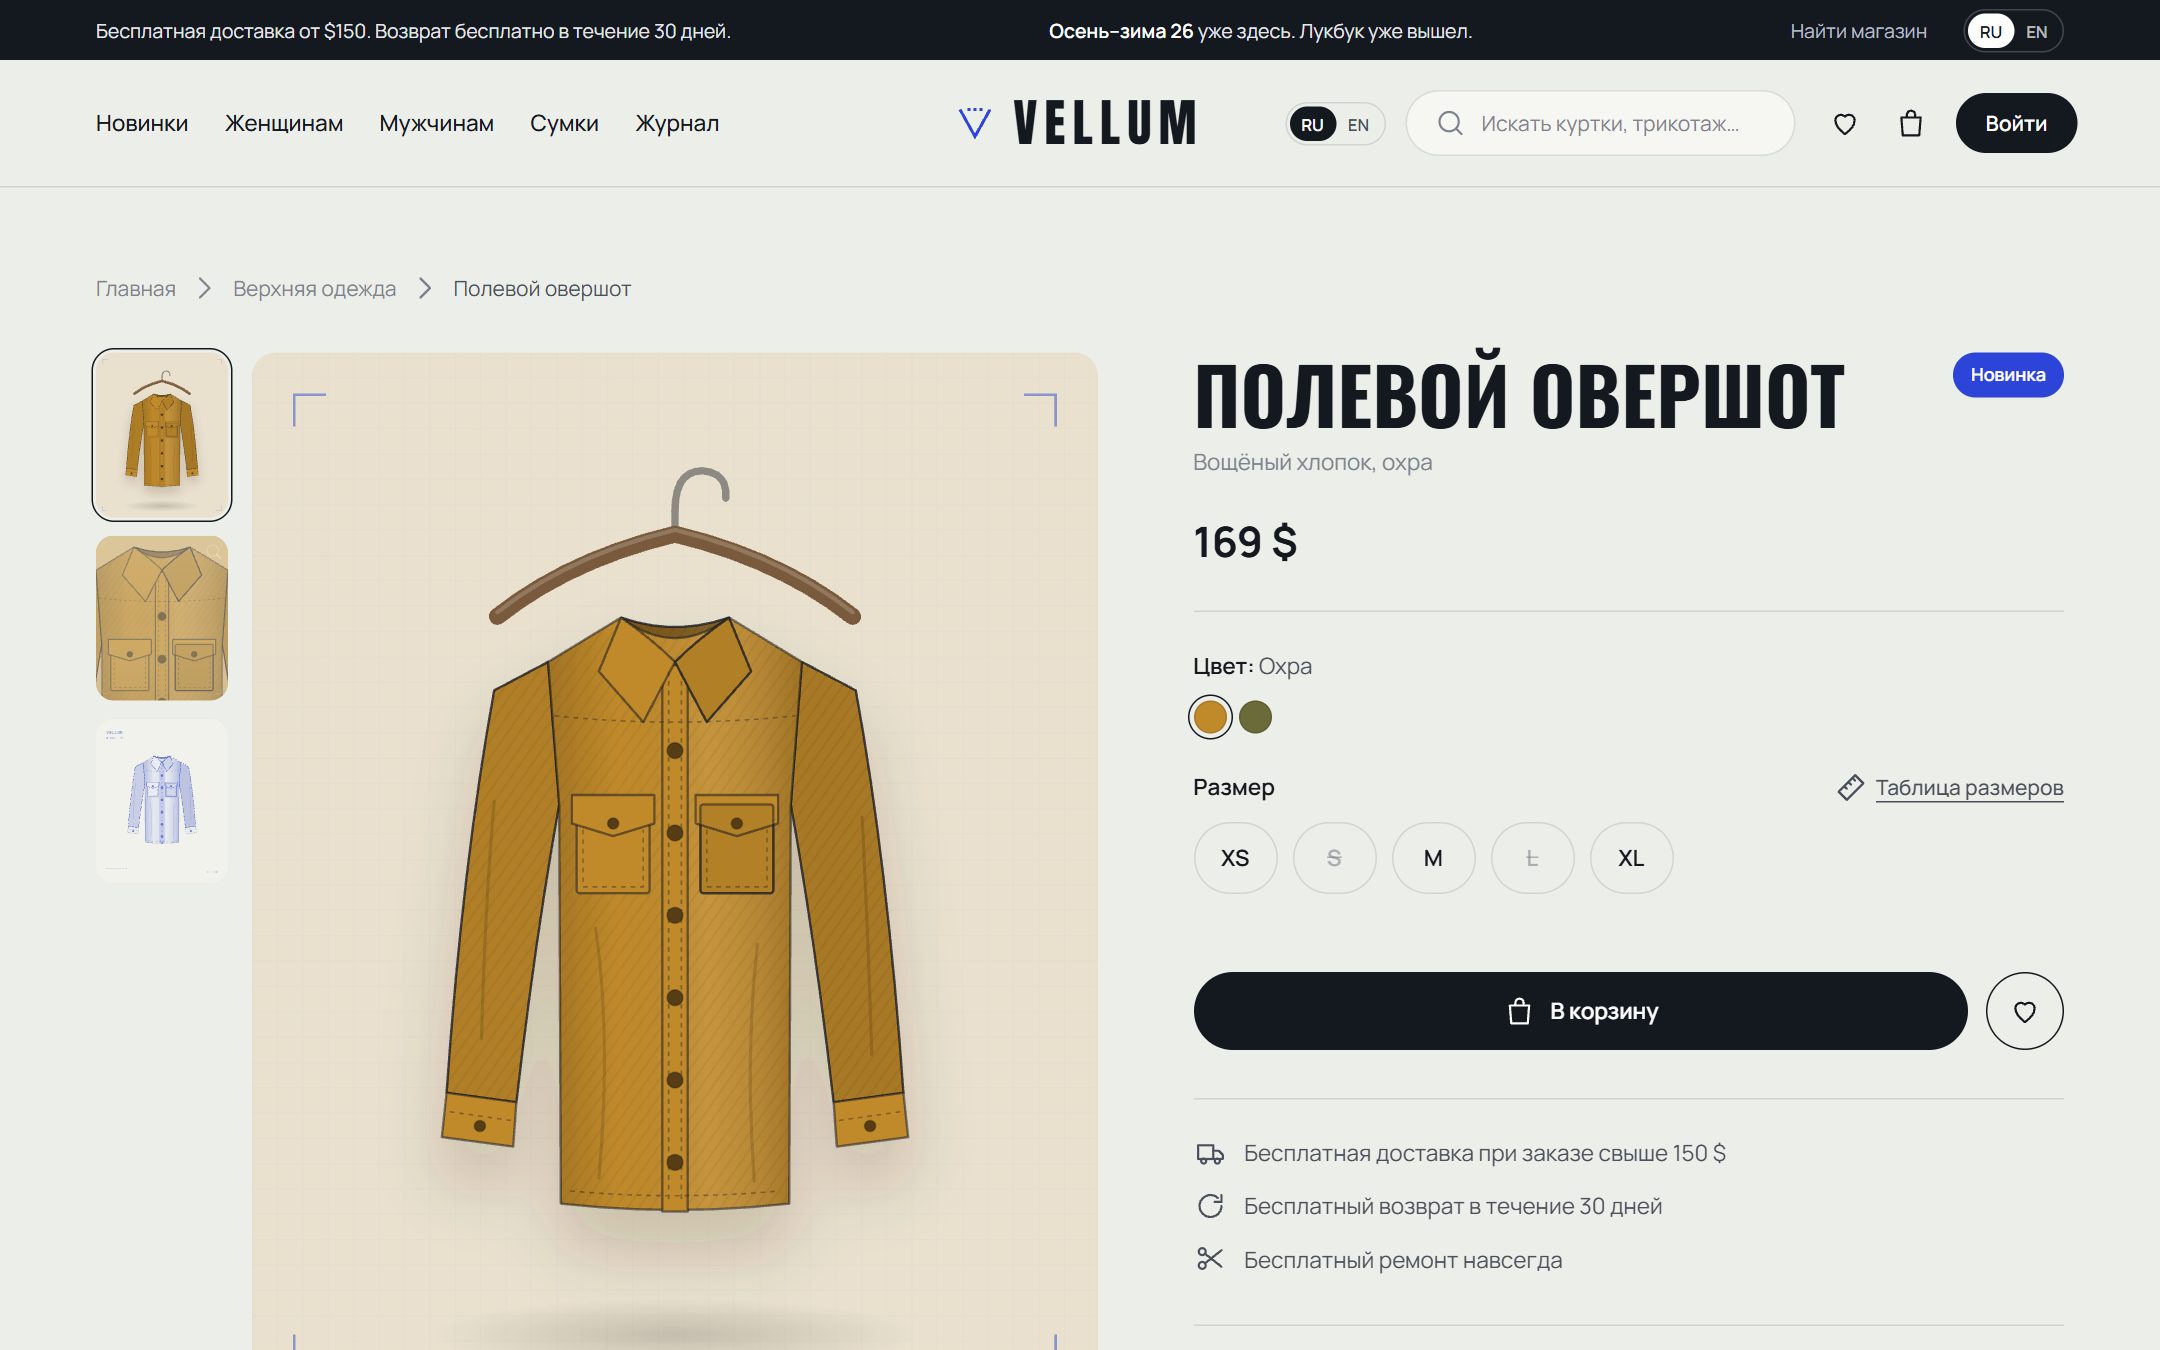 Бесплатная доставка от $150. Возврат бесплатно в течение 30 дней.
Осень–зима 26 уже здесь. Лукбук уже вышел.
Найти магазин
RU EN
Новинки Женщинам Мужчинам Сумки Журнал
VELLUM
RU EN
Искать куртки, трикотаж...
Войти
Главная Верхняя одежда Полевой овершот
ПОЛЕВОЙ ОВЕРШОТ
Новинка
Вощёный хлопок, охра
169 $
Цвет: Охра
Размер
Таблица размеров
XS S M L XL
В корзину
Бесплатная доставка при заказе свыше 150 $
Бесплатный возврат в течение 30 дней
Бесплатный ремонт навсегда